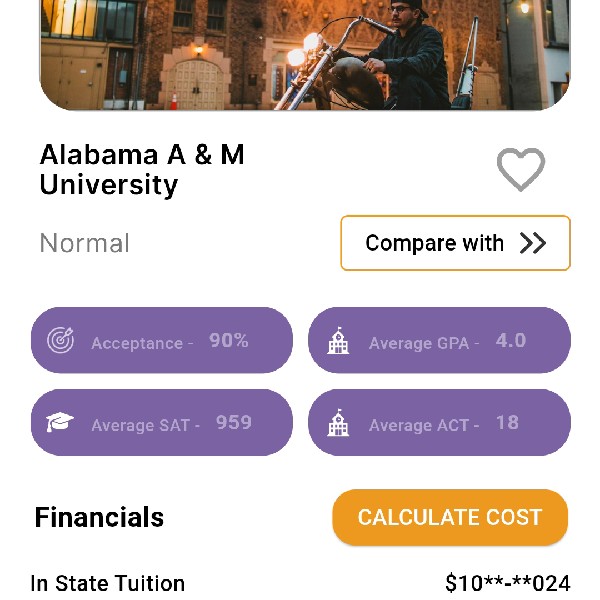 Alabama A & M
University
Normal
Compare with
Acceptance - 90%
Average GPA - 4.0
Average SAT - 959
Average ACT - 18
Financials
CALCULATE COST
In State Tuition
$10**-**024